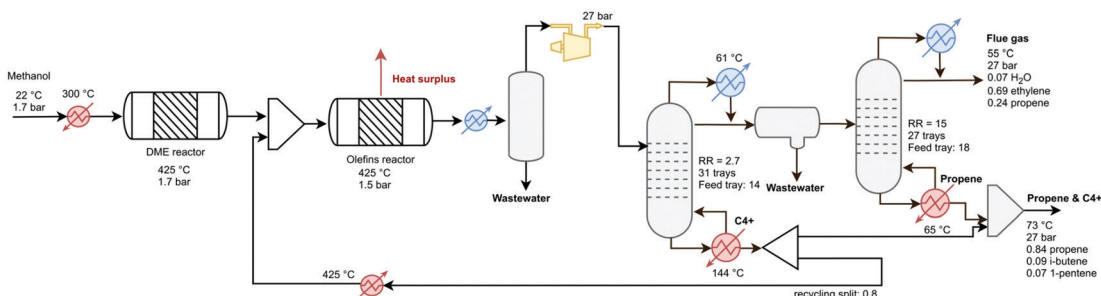 Methanol
22 °C
1.7 bar
300 °C
DME reactor
425 °C
1.7 bar
Heat surplus
Olefins reactor
425 °C
1.5 bar
Wastewater
27 bar
61 °C
RR = 2.7
31 trays
Feed tray: 14
C4+
144 °C
Wastewater
RR = 15
27 trays
Feed tray: 18
Propene
65 °C
Flue gas
55 °C
27 bar
0.07 H₂O
0.69 ethylene
0.24 propene
Propene & C4+
73 °C
27 bar
0.84 propene
0.09 i-butene
0.07 1-pentene
425 °C
recycling split: 0.8